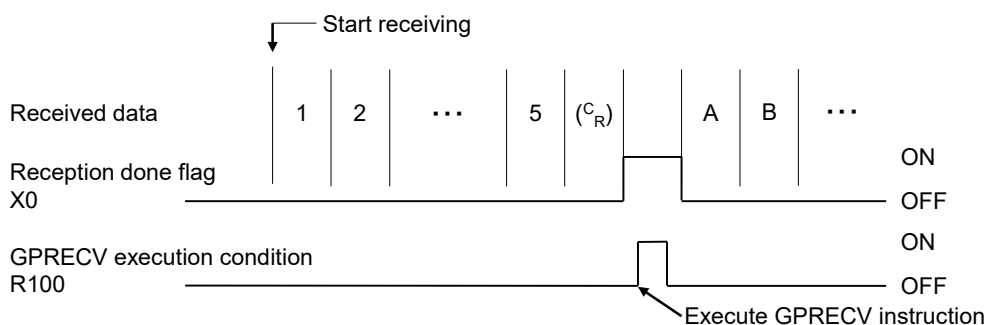 Start receiving
Received data 1 2 ··· 5 (CR) A B ···
Reception done flag ON
X0 OFF
GPRECV execution condition ON
R100 OFF
Execute GPRECV instruction